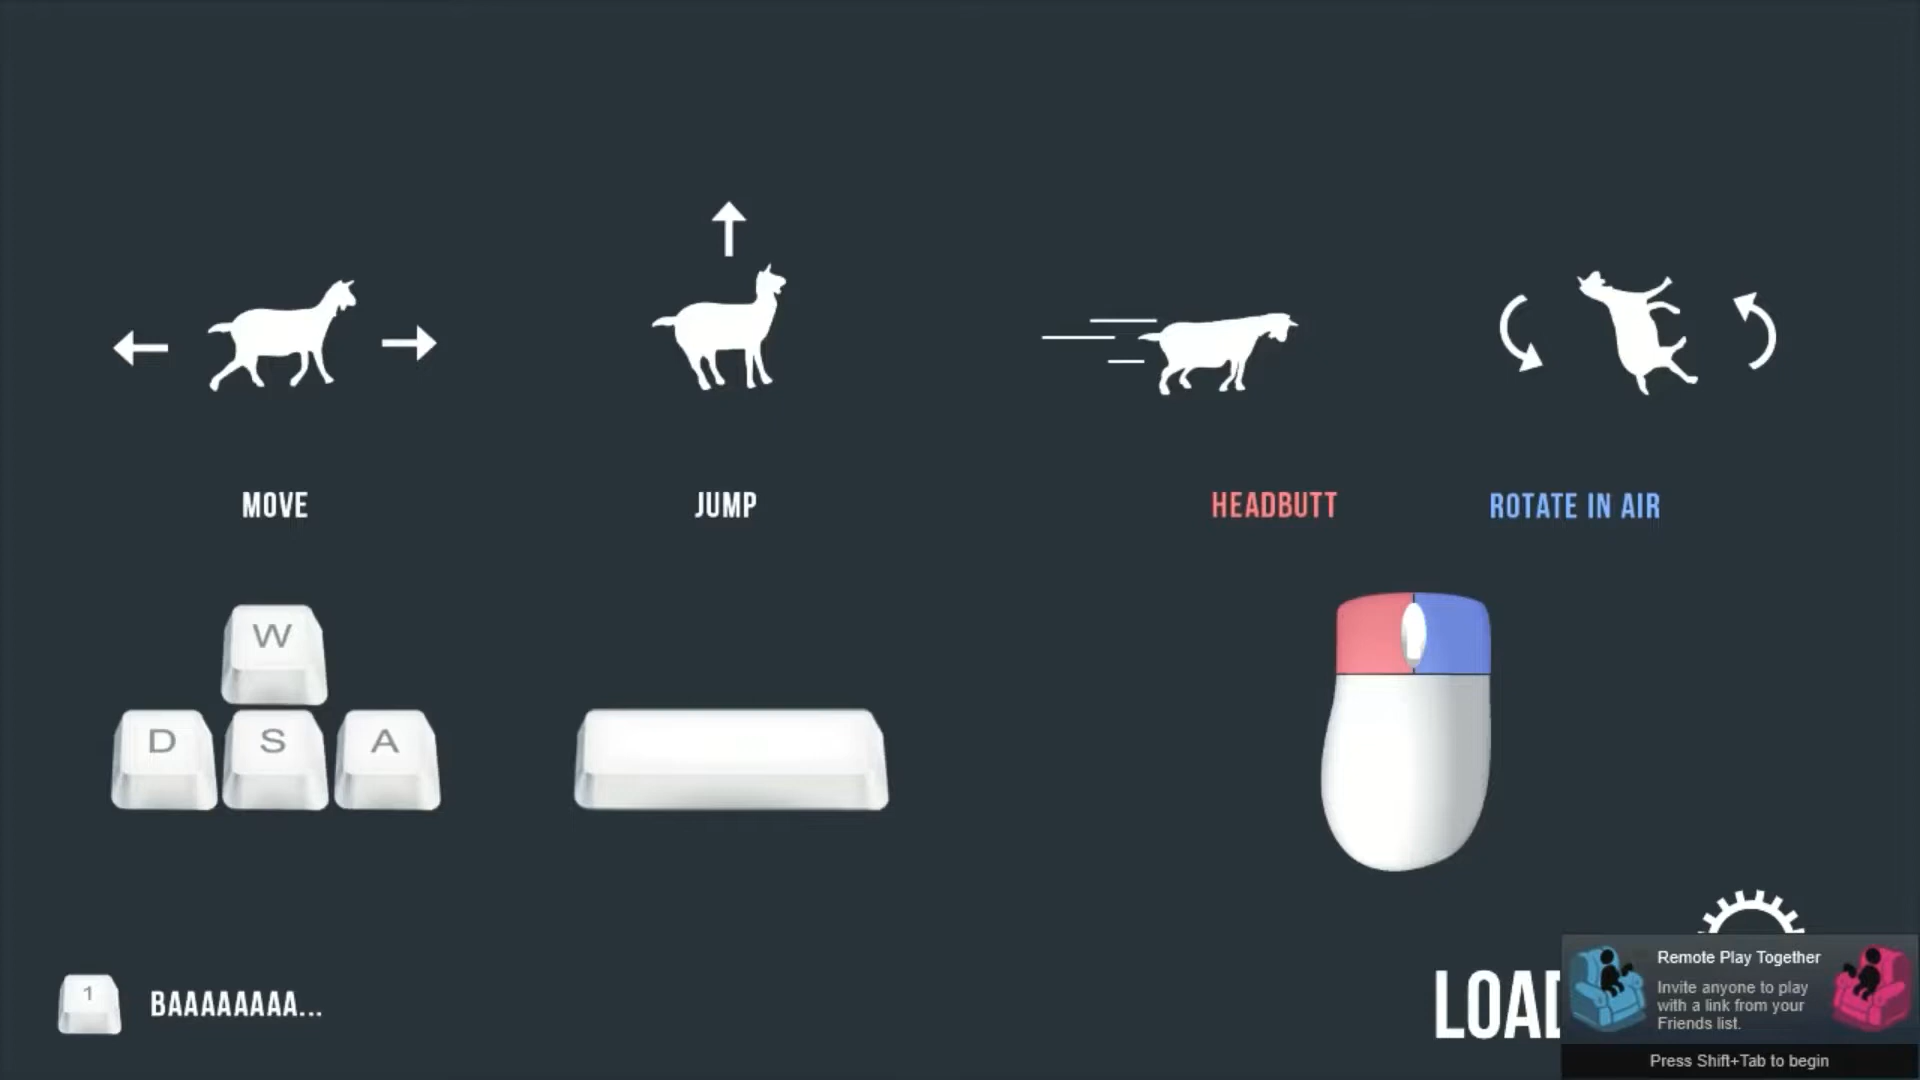 MOVE
JUMP
HEADBUTT
ROTATE IN AIR
W
D S A
1
BAAAAAAAA...
LOAD
Remote Play Together
Invite anyone to play
with a link from your
Friends list.
Press Shift+Tab to begin